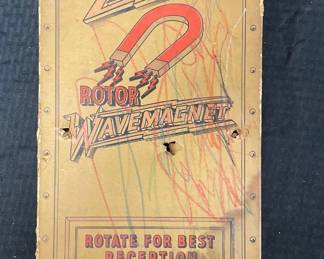 ROTOR
WAVEMAGNET
ROTATE FOR BEST
RECEPTION